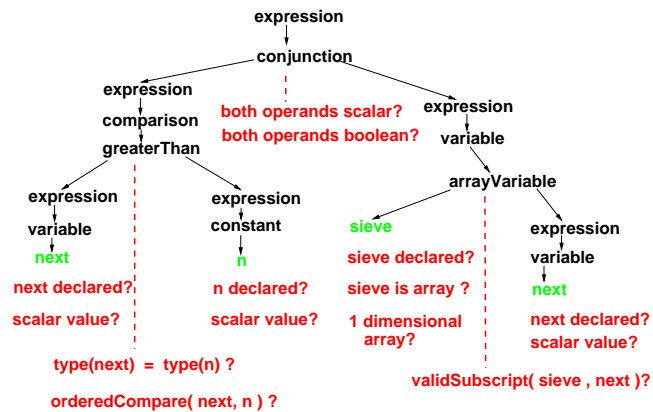 expression
conjunction
expression
both operands scalar?
expression
comparison
both operands boolean?
variable
greaterThan
arrayVariable
expression
expression
variable
constant
sieve
expression
next
n
sieve declared?
variable
next declared?
n declared?
sieve is array ?
next
scalar value?
scalar value?
1 dimensional
array?
next declared?
scalar value?
type(next) = type(n) ?
validSubscript( sieve , next )?
orderedCompare( next, n ) ?